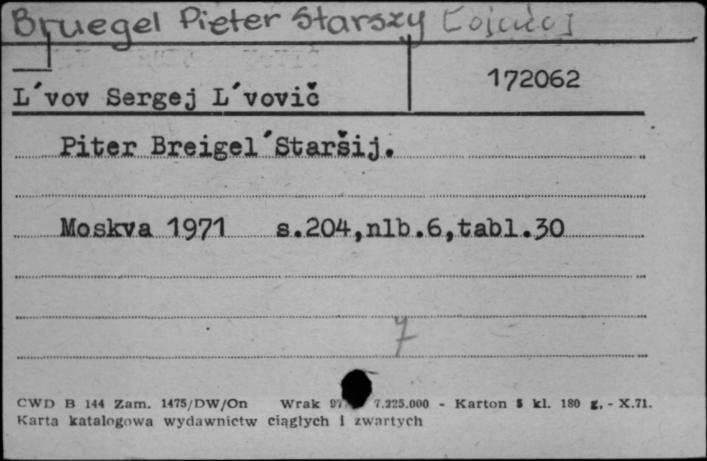 Bruegel Pieter Starszy [ojciec]
L´vov Sergej L´vovič
172062
Piter Breigel´Staršij.
Moskva 1971 s.204,nlb.6,tabl.30
7
CWD B 144 Zam. 1475/DW/On Wrak 7.225.000 - Karton 5 kl. 180 g. - X.71.
Karta katalogowa wydawnictw ciągłych i zwartych